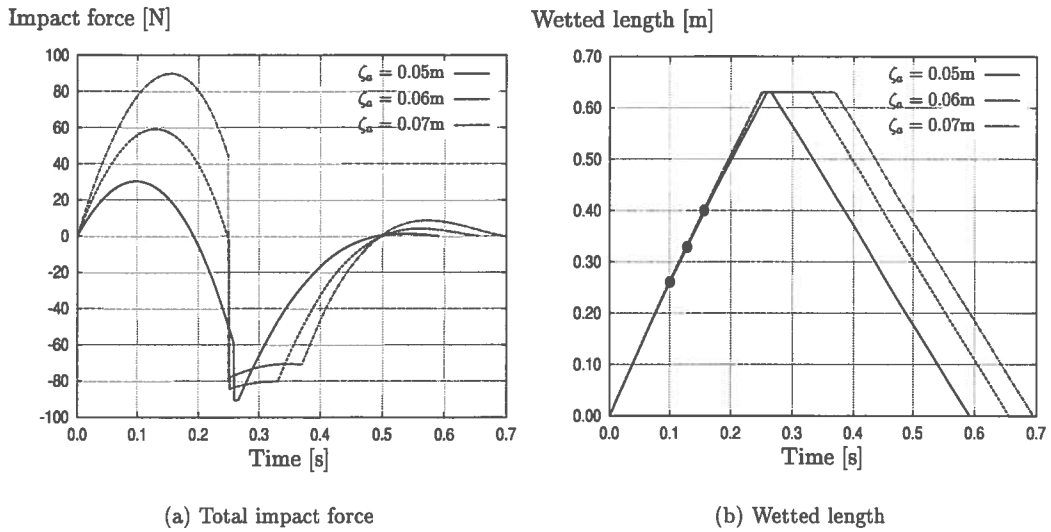 Impact force [N]
100
80
60
40
20
0
-20
-40
-60
-80
-100
0.0 0.1 0.2 0.3 0.4 0.5 0.6 0.7
Time [s]
ζₐ = 0.05m
ζₐ = 0.06m
ζₐ = 0.07m
(a) Total impact force
Wetted length [m]
0.70
0.60
0.50
0.40
0.30
0.20
0.10
0.00
0.0 0.1 0.2 0.3 0.4 0.5 0.6 0.7
Time [s]
ζₐ = 0.05m
ζₐ = 0.06m
ζₐ = 0.07m
(b) Wetted length